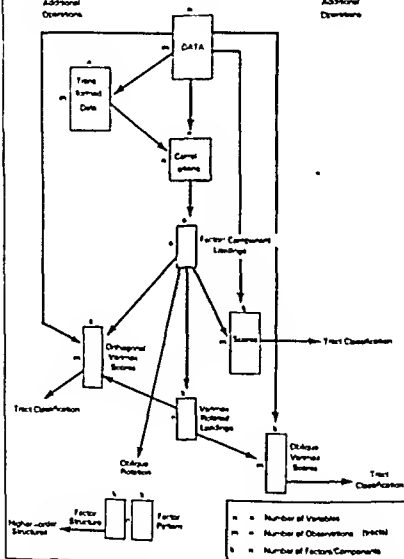 Additional
Operations
Additional
Operations
n
m
DATA
n
m
Trans
formed
Data
n
n
Correl
ations
k
n
Factor/Component
Loadings
k
m
Scores
Tract Classification
k
m
Orthogonal
Varimax
Scores
Tract Classification
k
n
Varimax
Rotated
Loadings
k
m
Oblique
Varimax
Scores
Tract
Classification
Oblique
Rotation
k
k
Factor
Structure
Factor
Pattern
Higher-order
Structures
n = Number of Variables
m = Number of Observations (tracts)
k = Number of Factors/Components